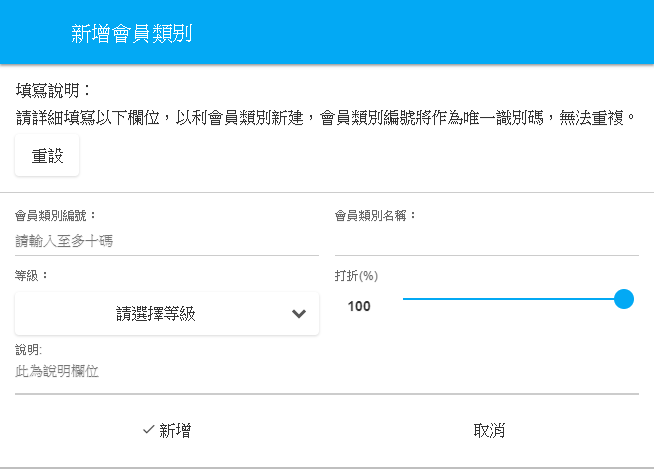 新增會員類別
填寫說明：
請詳細填寫以下欄位，以利會員類別新建，會員類別編號將作為唯一識別碼，無法重複。
重設
會員類別編號：
請輸入至多十碼
會員類別名稱：
等級：
請選擇等級
打折(%)
100
說明:
此為說明欄位
新增
取消